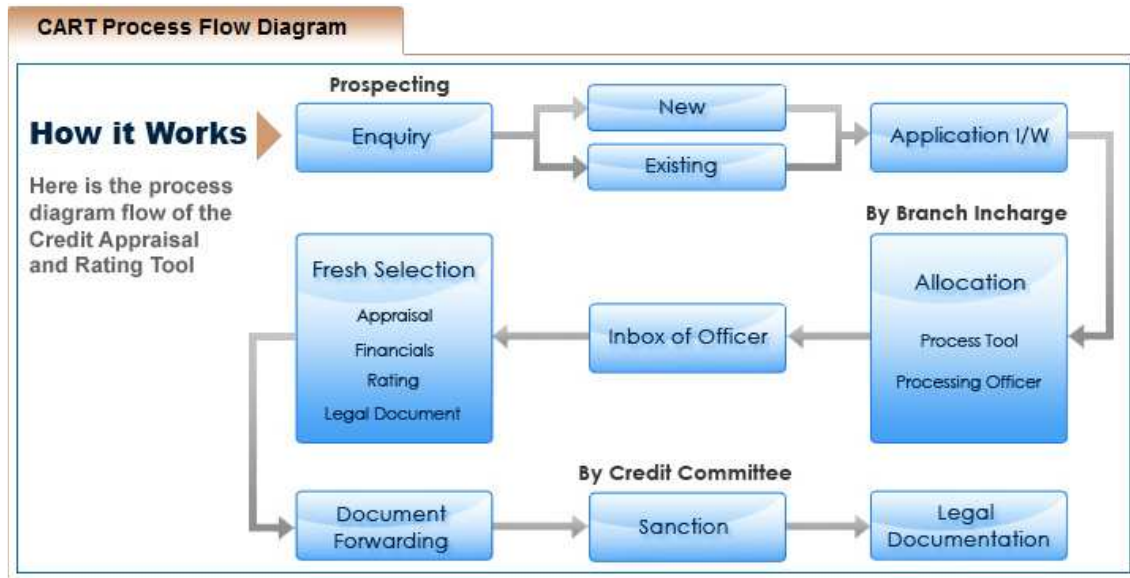 CART Process Flow Diagram
How it Works
Here is the process
diagram flow of the
Credit Appraisal
and Rating Tool
Prospecting
Enquiry
New
Existing
Application I/W
By Branch Incharge
Allocation
Process Tool
Processing Officer
Inbox of Officer
Fresh Selection
Appraisal
Financials
Rating
Legal Document
Document
Forwarding
By Credit Committee
Sanction
Legal
Documentation